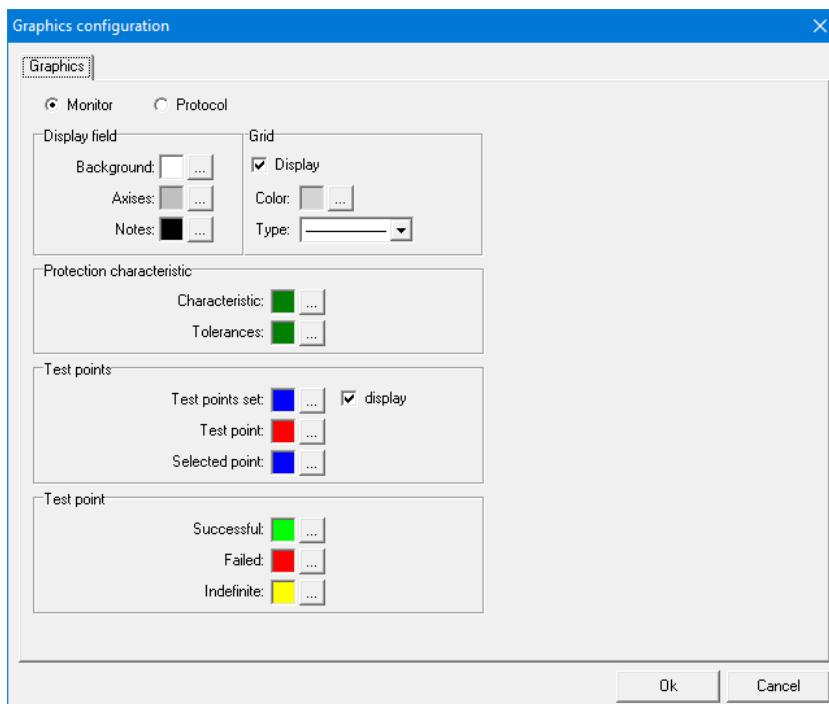 Graphics configuration
Graphics
Monitor Protocol
Display field Grid
Background: ... Display
Axises: ... Color: ...
Notes: ... Type:
Protection characteristic
Characteristic: ...
Tolerances: ...
Test points
Test points set: ... display
Test point: ...
Selected point: ...
Test point
Successful: ...
Failed: ...
Indefinite: ...
Ok Cancel